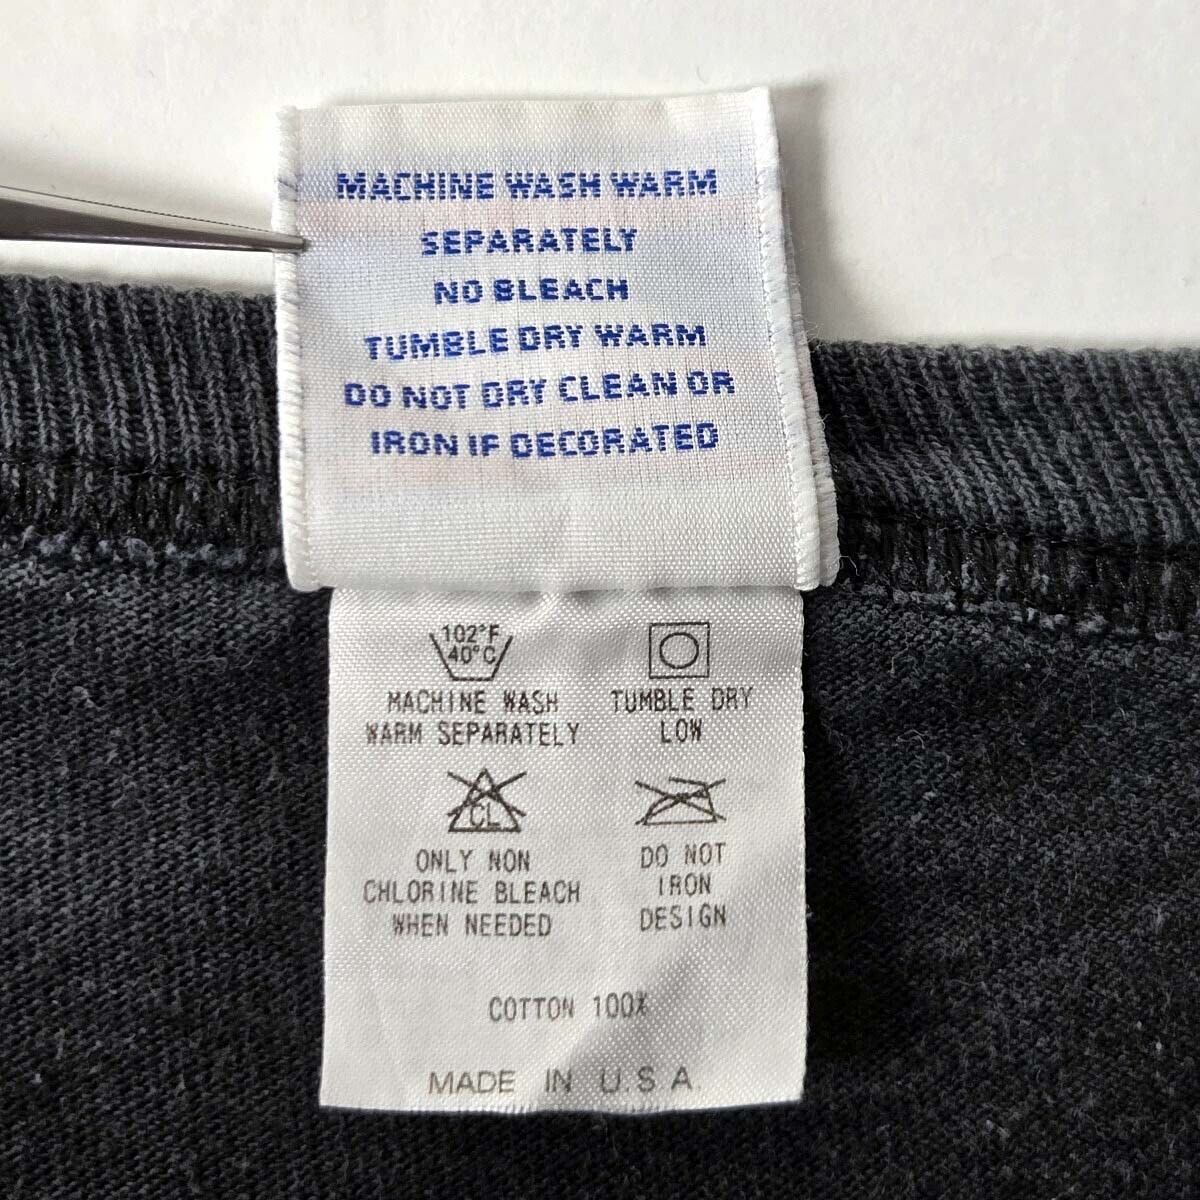 MACHINE WASH WARM
SEPARATELY
NO BLEACH
TUMBLE DRY WARM
DO NOT DRY CLEAN OR
IRON IF DECORATED
102°F
40°C
MACHINE WASH
WARM SEPARATELY
TUMBLE DRY
LOW
CL
ONLY NON
CHLORINE BLEACH
WHEN NEEDED
DO NOT
IRON
DESIGN
COTTON 100%
MADE IN U.S.A.